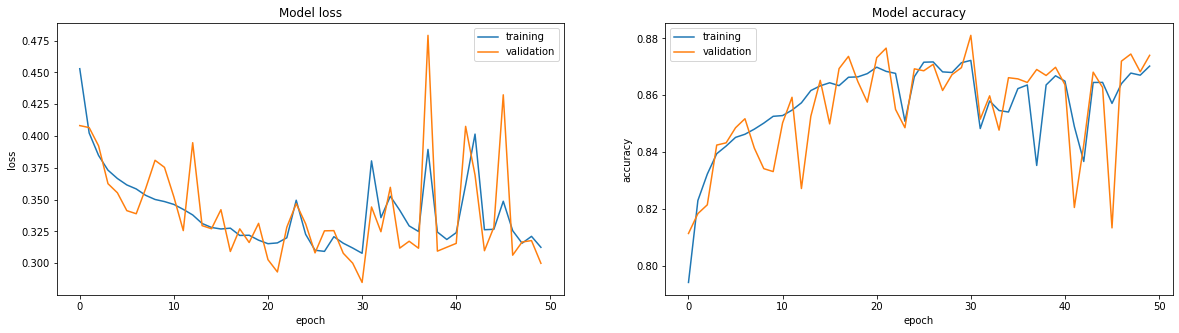 Model loss
loss
0.475
0.450
0.425
0.400
0.375
0.350
0.325
0.300
training
validation
0 10 20 30 40 50
epoch
Model accuracy
accuracy
0.88
0.86
0.84
0.82
0.80
training
validation
0 10 20 30 40 50
epoch